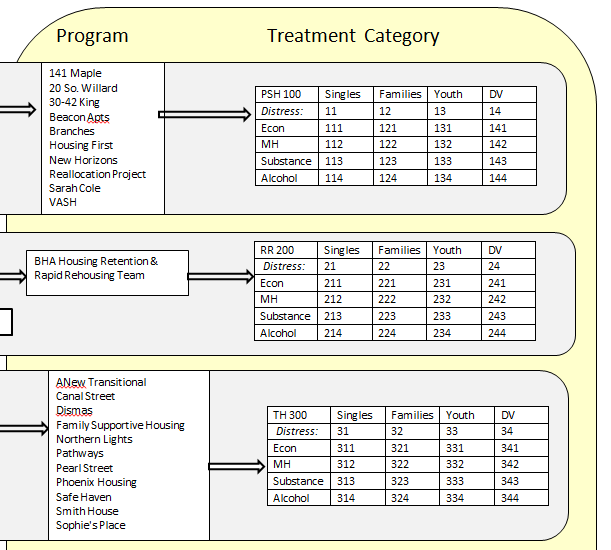 Program
Treatment Category
141 Maple
20 So. Willard
30-42 King
Beacon Apts
Branches
Housing First
New Horizons
Reallocation Project
Sarah Cole
VASH
PSH 100 Singles Families Youth DV
Distress: 11 12 13 14
Econ 111 121 131 141
MH 112 122 132 142
Substance 113 123 133 143
Alcohol 114 124 134 144
BHA Housing Retention &
Rapid Rehousing Team
RR 200 Singles Families Youth DV
Distress: 21 22 23 24
Econ 211 221 231 241
MH 212 222 232 242
Substance 213 223 233 243
Alcohol 214 224 234 244
ANew Transitional
Canal Street
Dismas
Family Supportive Housing
Northern Lights
Pathways
Pearl Street
Phoenix Housing
Safe Haven
Smith House
Sophie's Place
TH 300 Singles Families Youth DV
Distress: 31 32 33 34
Econ 311 321 331 341
MH 312 322 332 342
Substance 313 323 333 343
Alcohol 314 324 334 344